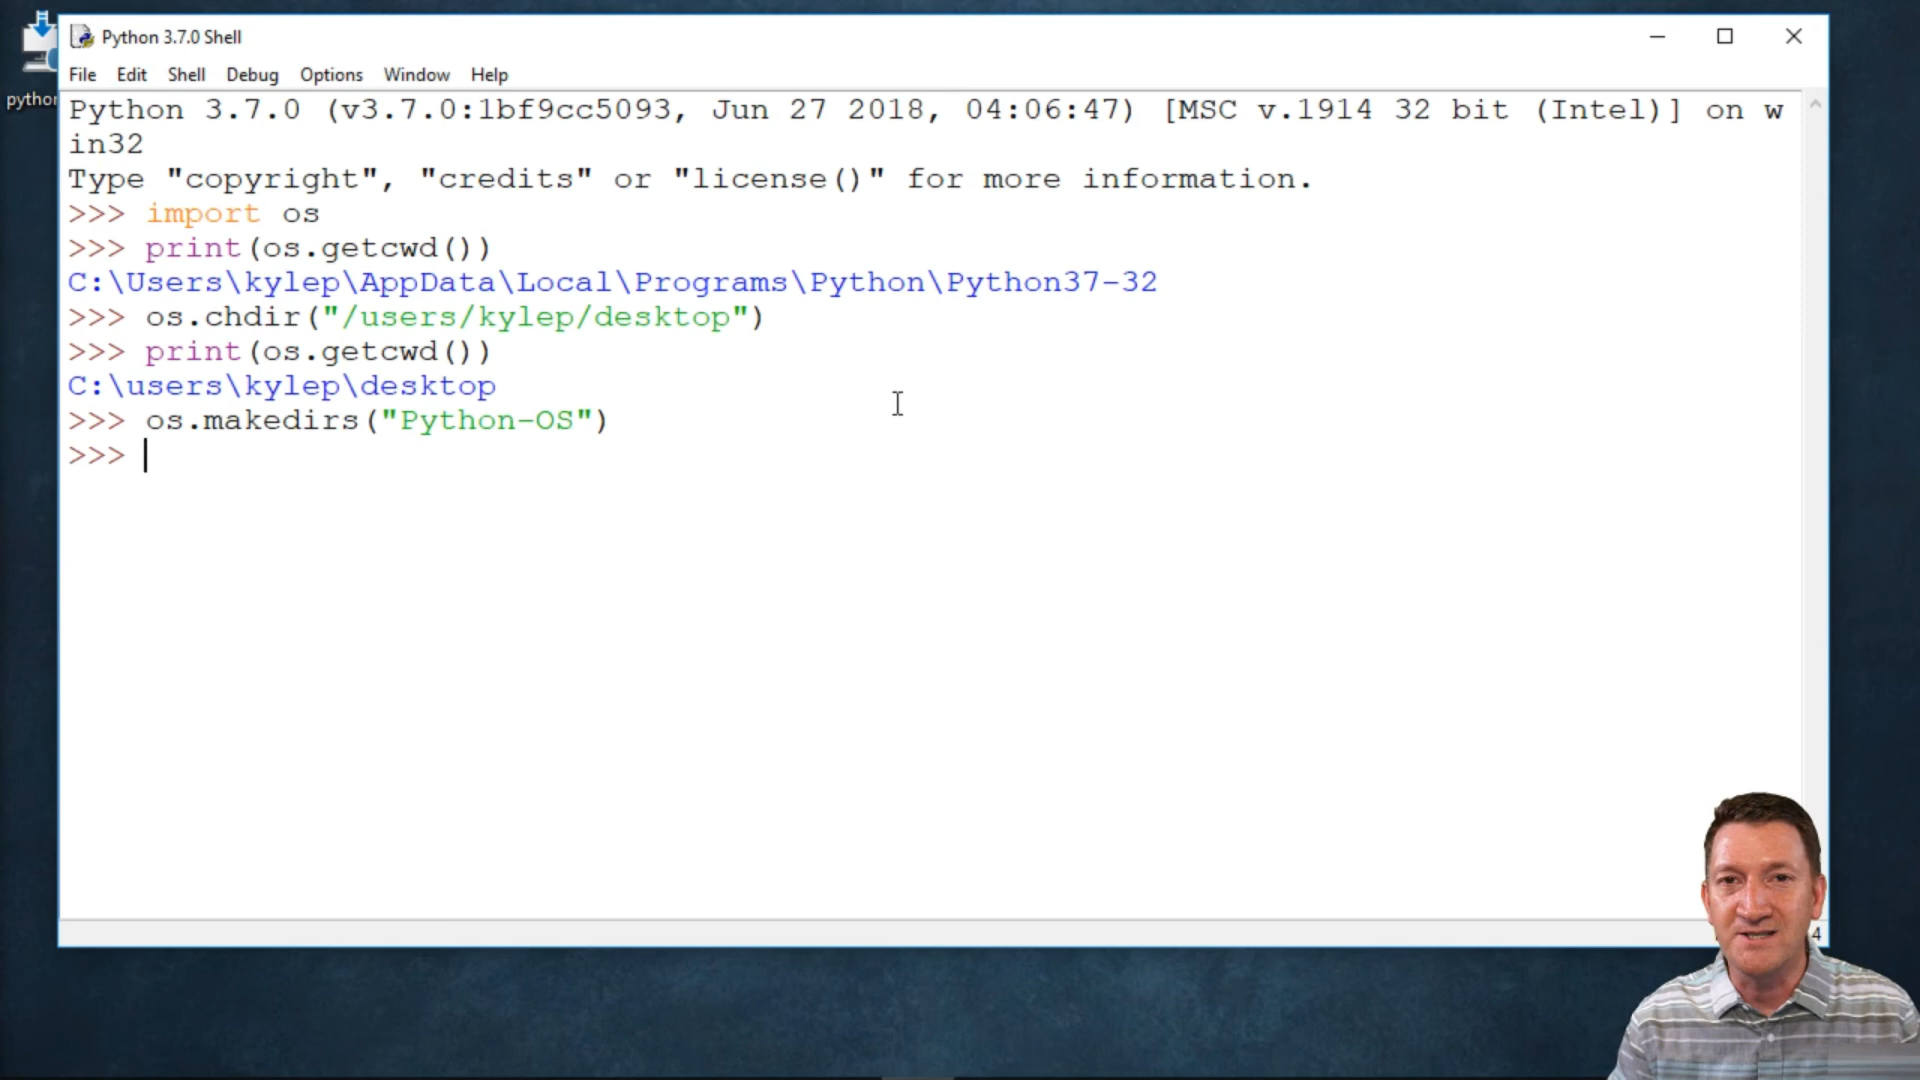 Python 3.7.0 Shell
File Edit Shell Debug Options Window Help
Python 3.7.0 (v3.7.0:1bf9cc5093, Jun 27 2018, 04:06:47) [MSC v.1914 32 bit (Intel)] on w
in32
Type "copyright", "credits" or "license()" for more information.
>>> import os
>>> print(os.getcwd())
C:\Users\kylep\AppData\Local\Programs\Python\Python37-32
>>> os.chdir("/users/kylep/desktop")
>>> print(os.getcwd())
C:\users\kylep\desktop
>>> os.makedirs("Python-OS")
>>>
4